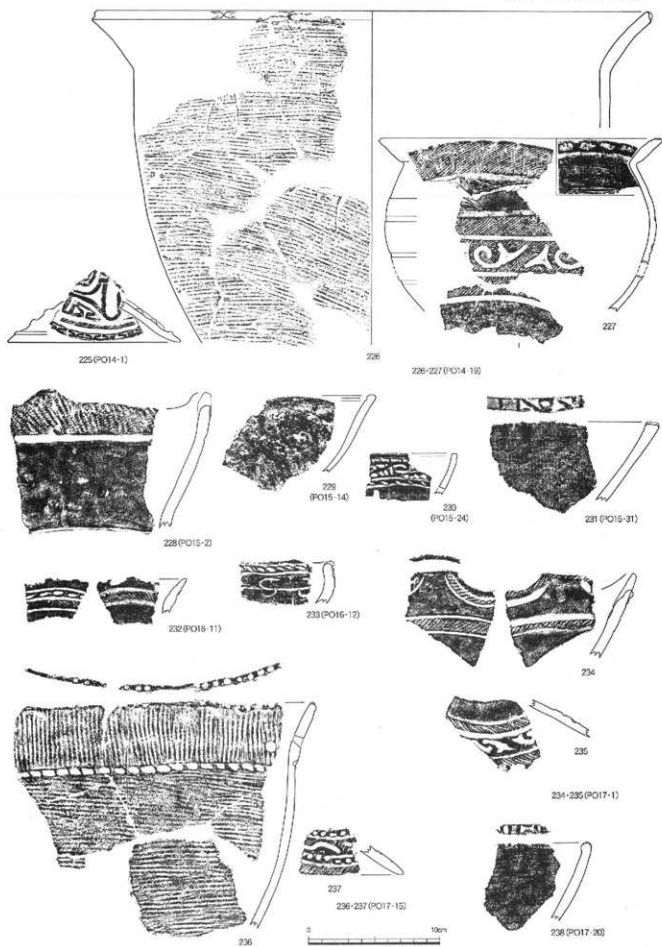 225(PO14-1)
226
227
226-227(PO14-19)
228(PO15-2)
229
(PO15-14)
230
(PO15-24)
231(PO15-31)
232(PO16-11)
233(PO16-12)
234
235
234-235(PO17-1)
236
237
236-237(PO17-15)
238(PO17-20)
0 10cm